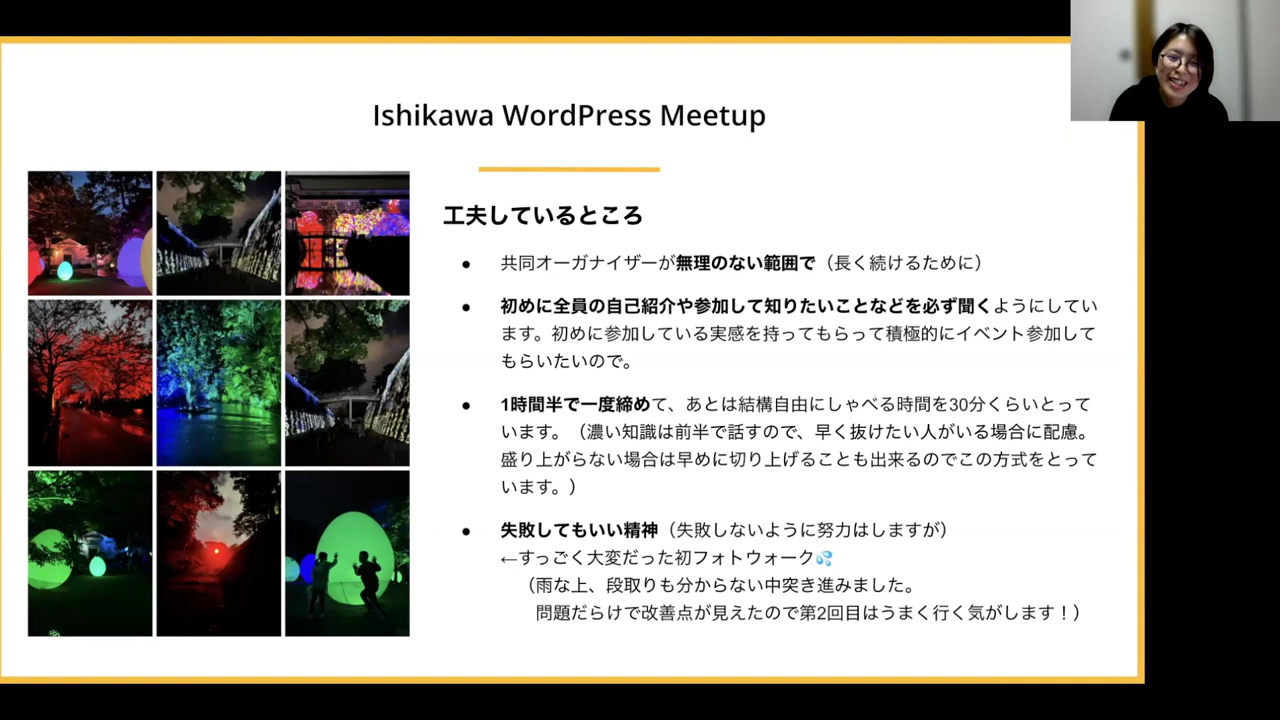 Ishikawa WordPress Meetup
工夫しているところ
● 共同オーガナイザーが無理のない範囲で（長く続けるために）
● 初めに全員の自己紹介や参加して知りたいことなどを必ず聞くようにしてい
ます。初めに参加している実感を持ってもらって積極的にイベント参加して
もらいたいので。
● 1時間半で一度締めて、あとは結構自由にしゃべる時間を30分くらいとって
います。（濃い知識は前半で話すので、早く抜けたい人がいる場合に配慮。
盛り上がらない場合は早めに切り上げることも出来るのでこの方式をとって
います。）
● 失敗してもいい精神（失敗しないように努力はしますが）
←すっごく大変だった初フォトウォーク💦
（雨な上、段取りも分からない中突き進みました。
問題だらけで改善点が見えたので第2回目はうまく行く気がします！）